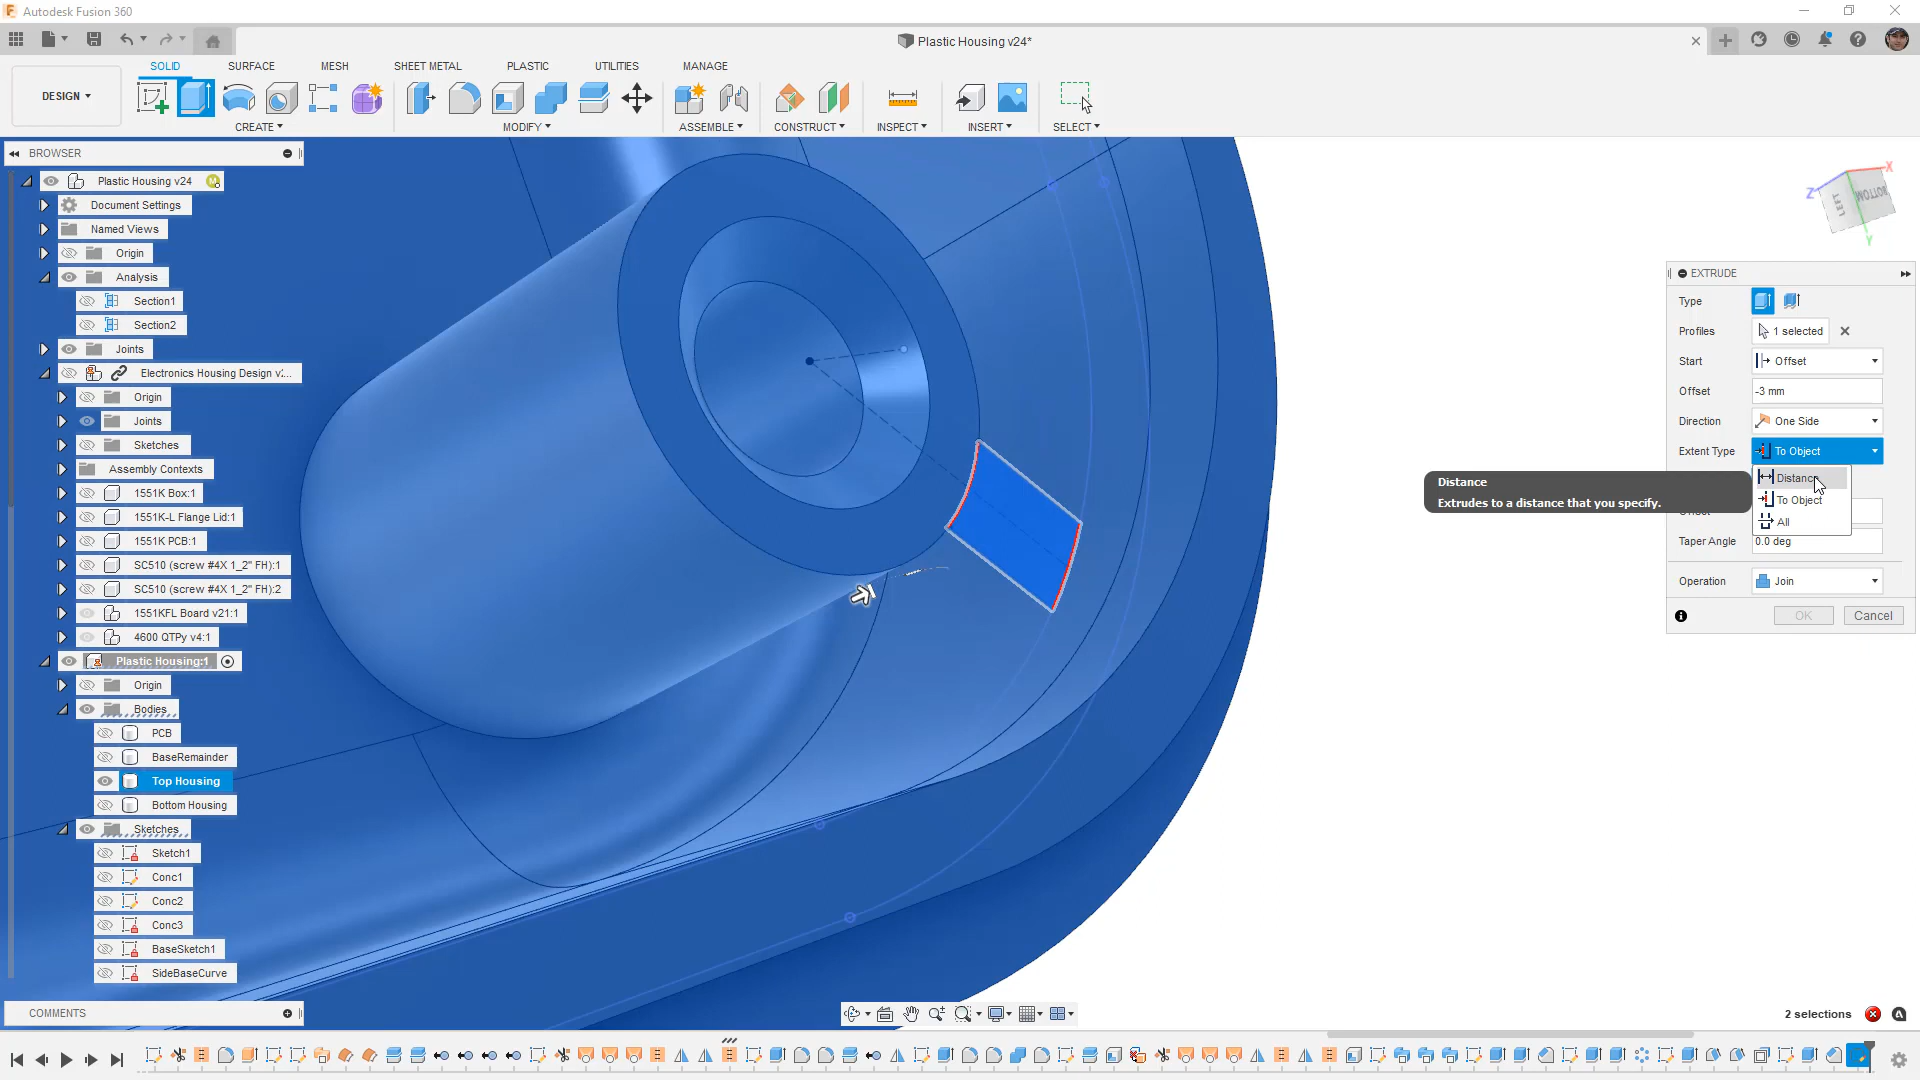 Autodesk Fusion 360
Plastic Housing v24*
DESIGN
SOLID
SURFACE
MESH
SHEET METAL
PLASTIC
UTILITIES
MANAGE
CREATE
MODIFY
ASSEMBLE
CONSTRUCT
INSPECT
INSERT
SELECT
BROWSER
Plastic Housing v24
Document Settings
Named Views
Origin
Analysis
Section1
Section2
Joints
Electronics Housing Design v...
Origin
Joints
Sketches
Assembly Contexts
1551K Box:1
1551K-L Flange Lid:1
1551K PCB:1
SC510 (screw #4X 1_2" FH):1
SC510 (screw #4X 1_2" FH):2
1551KFL Board v21:1
4600 QTPy v4:1
Plastic Housing:1
Origin
Bodies
PCB
BaseRemainder
Top Housing
Bottom Housing
Sketches
Sketch1
Conc1
Conc2
Conc3
BaseSketch1
SideBaseCurve
COMMENTS
X
Z
LEFT
BOTTOM
Y
EXTRUDE
Type
Profiles
1 selected
Start
Offset
Offset
-3 mm
Direction
One Side
Extent Type
To Object
Distance
To Object
All
Offset
Taper Angle
0.0 deg
Operation
Join
OK
Cancel
Distance
Extrudes to a distance that you specify.
2 selections